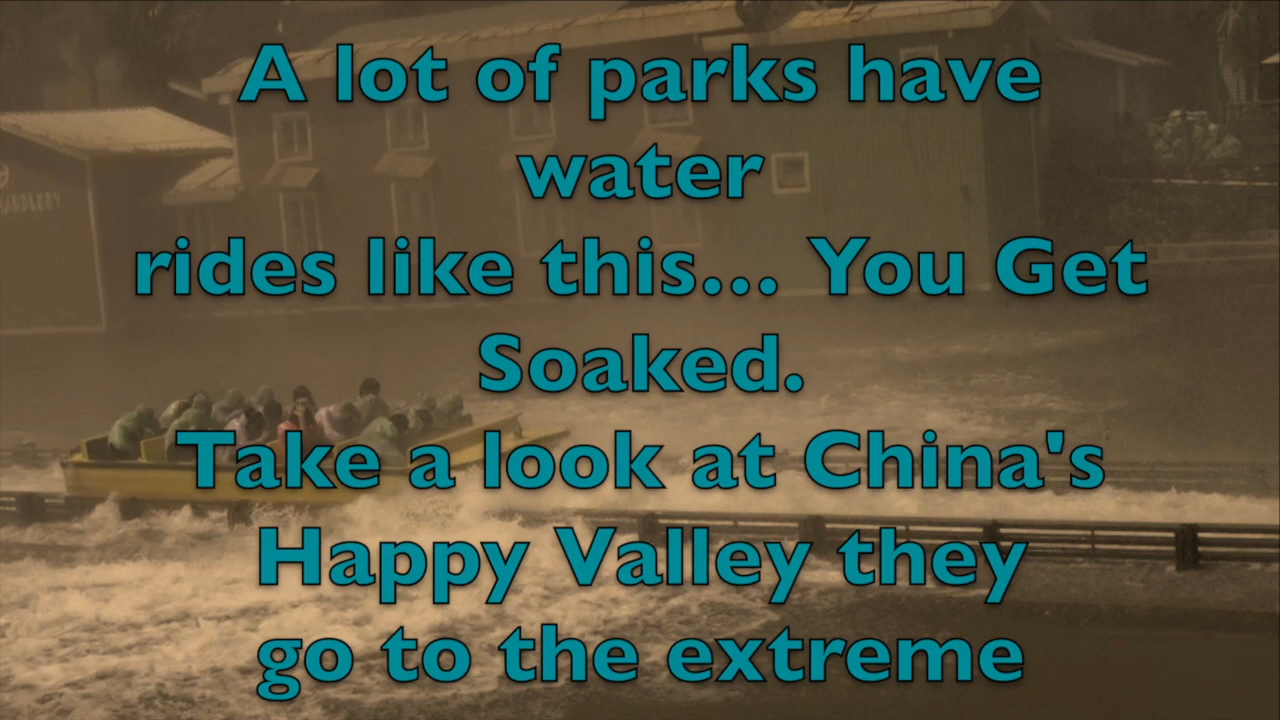 A lot of parks have
water
rides like this... You Get
Soaked.
Take a look at China's
Happy Valley they
go to the extreme